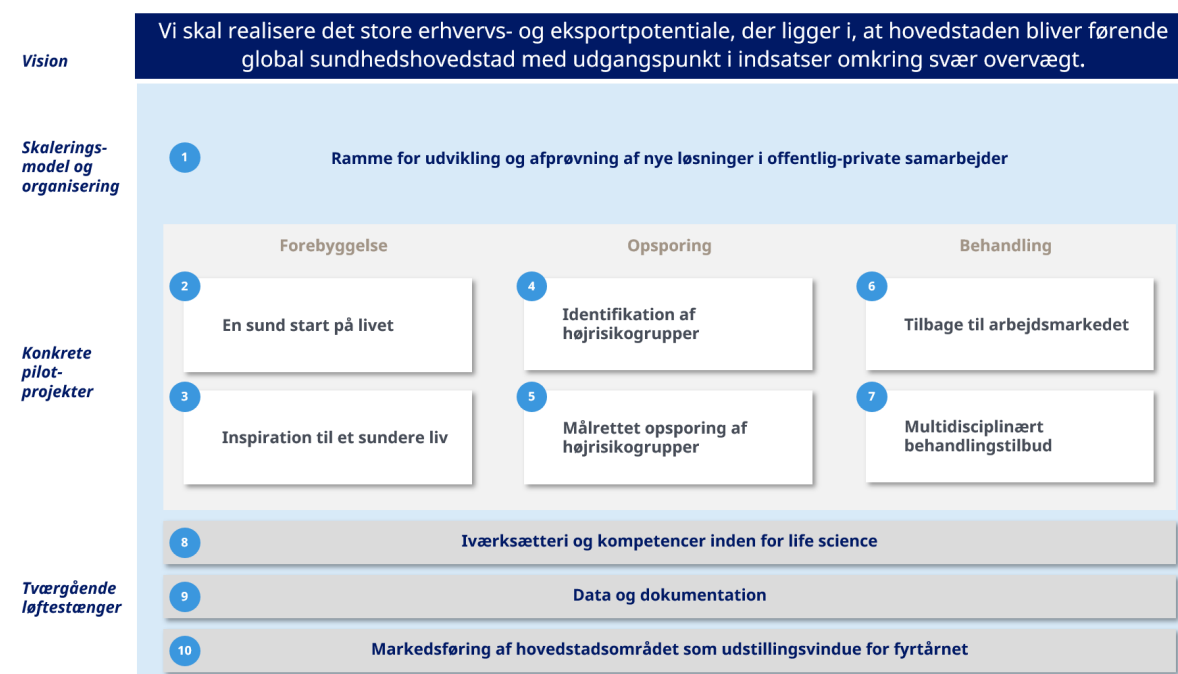 Vision
Vi skal realisere det store erhvervs- og eksportpotentiale, der ligger i, at hovedstaden bliver førende
global sundhedshovedstad med udgangspunkt i indsatser omkring svær overvægt.
Skalerings-
model og
organisering
1
Ramme for udvikling og afprøvning af nye løsninger i offentlig-private samarbejder
Konkrete
pilot-
projekter
Forebyggelse
Opsporing
Behandling
2
En sund start på livet
4
Identifikation af
højrisikogrupper
6
Tilbage til arbejdsmarkedet
3
Inspiration til et sundere liv
5
Målrettet opsporing af
højrisikogrupper
7
Multidisciplinært
behandlingstilbud
Tværgående
løftestænger
8
Iværksætteri og kompetencer inden for life science
9
Data og dokumentation
10
Markedsføring af hovedstadsområdet som udstillingsvindue for fyrtårnet